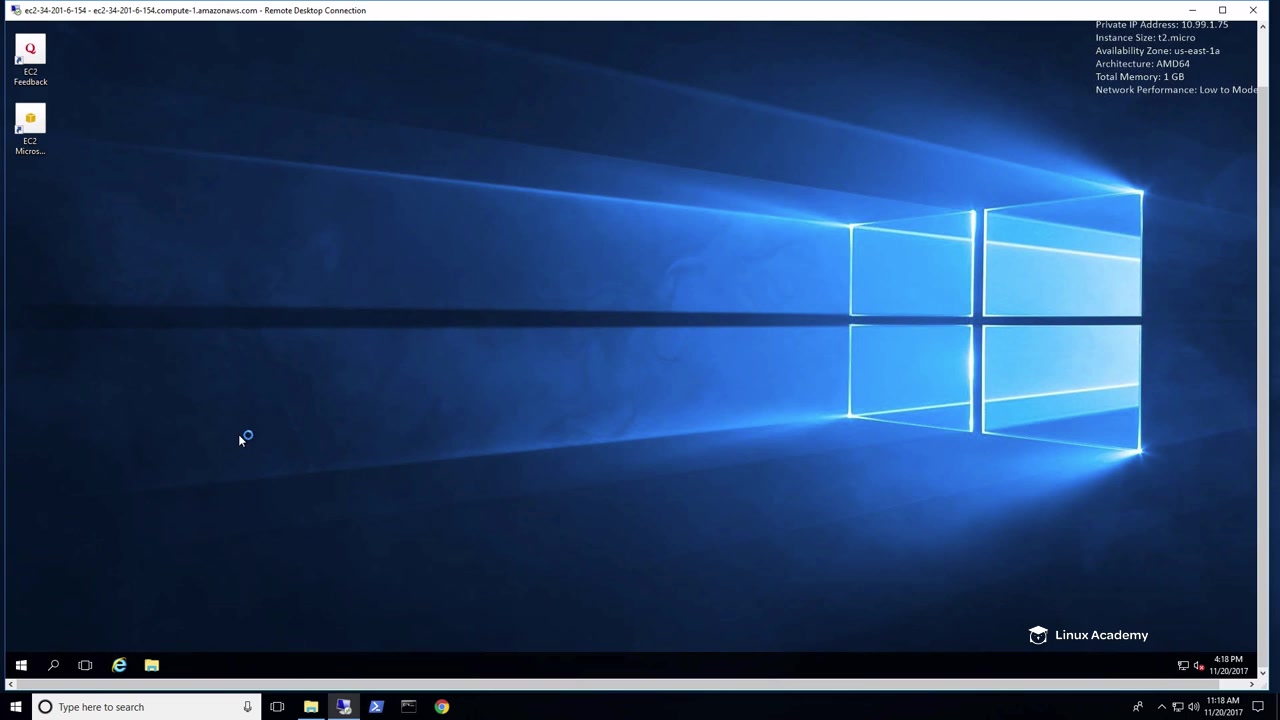 ec2-34-201-6-154 - ec2-34-201-6-154.compute-1.amazonaws.com - Remote Desktop Connection
Private IP Address: 10.99.1.75
Instance Size: t2.micro
Availability Zone: us-east-1a
Architecture: AMD64
Total Memory: 1 GB
Network Performance: Low to Mode
EC2
Feedback
EC2
Micros...
Linux Academy
4:18 PM
11/20/2017
Type here to search
11:18 AM
11/20/2017